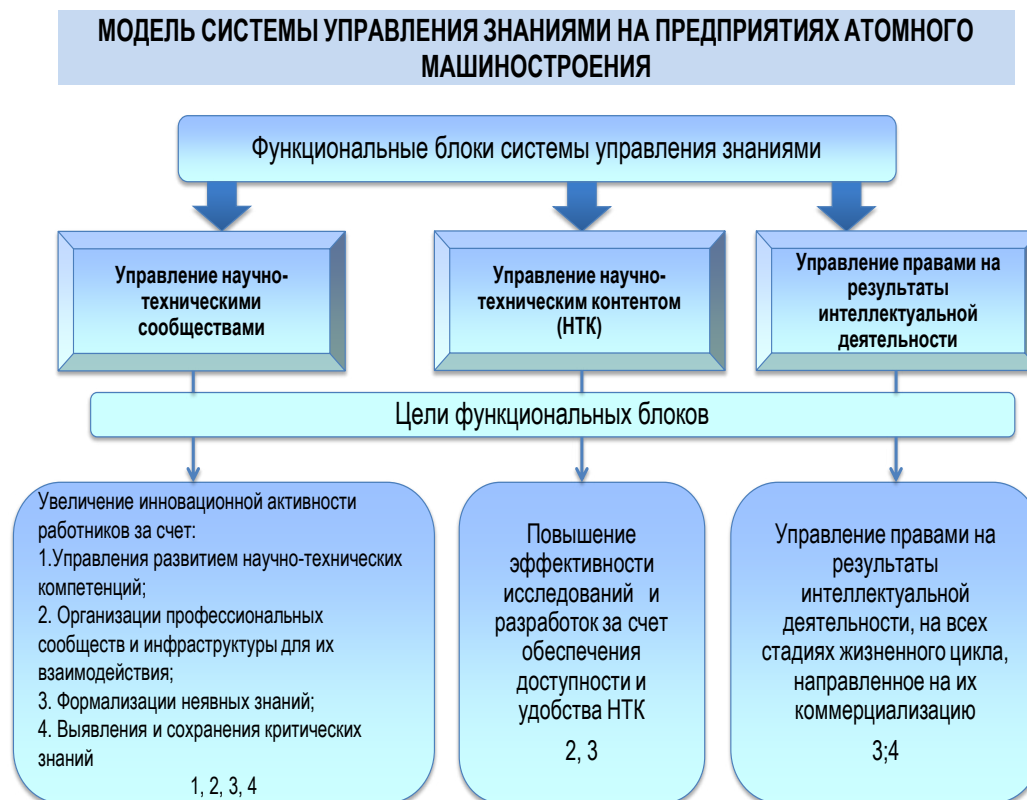 МОДЕЛЬ СИСТЕМЫ УПРАВЛЕНИЯ ЗНАНИЯМИ НА ПРЕДПРИЯТИЯХ АТОМНОГО
МАШИНОСТРОЕНИЯ
Функциональные блоки системы управления знаниями
Управление научно-
техническими
сообществами
Управление научно-
техническим контентом
(НТК)
Управление правами на
результаты
интеллектуальной
деятельности
Цели функциональных блоков
Увеличение инновационной активности
работников за счет:
1.Управления развитием научно-технических
компетенций;
2. Организации профессиональных
сообществ и инфраструктуры для их
взаимодействия;
3. Формализации неявных знаний;
4. Выявления и сохранения критических
знаний
1, 2, 3, 4
Повышение
эффективности
исследований и
разработок за счет
обеспечения
доступности и
удобства НТК
2, 3
Управление правами на
результаты
интеллектуальной
деятельности, на всех
стадиях жизненного цикла,
направленное на их
коммерциализацию
3;4